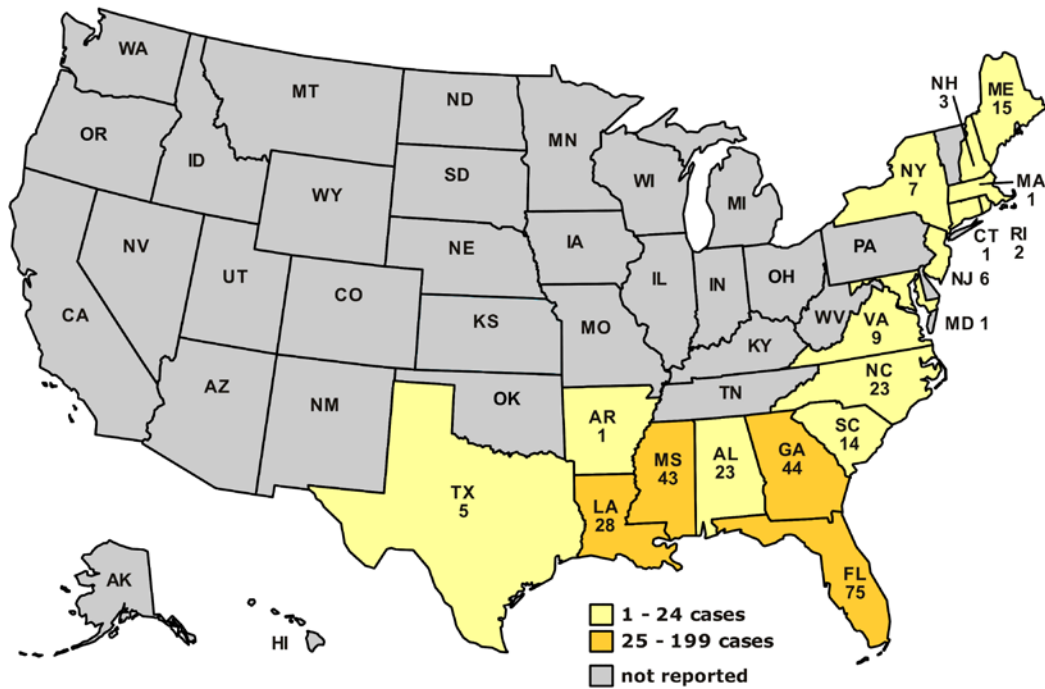 WA
MT
ND
MN
NH
3
ME
15
OR
ID
SD
WI
NY
7
MA
1
WY
MI
CT
1
RI
2
NV
NE
IA
PA
NJ 6
UT
CO
IL
IN
OH
MD 1
CA
KS
MO
WV
VA
9
KY
NC
23
AZ
NM
OK
TN
AR
1
SC
14
MS
43
AL
23
GA
44
TX
5
LA
28
FL
75
AK
HI
1 - 24 cases
25 - 199 cases
not reported